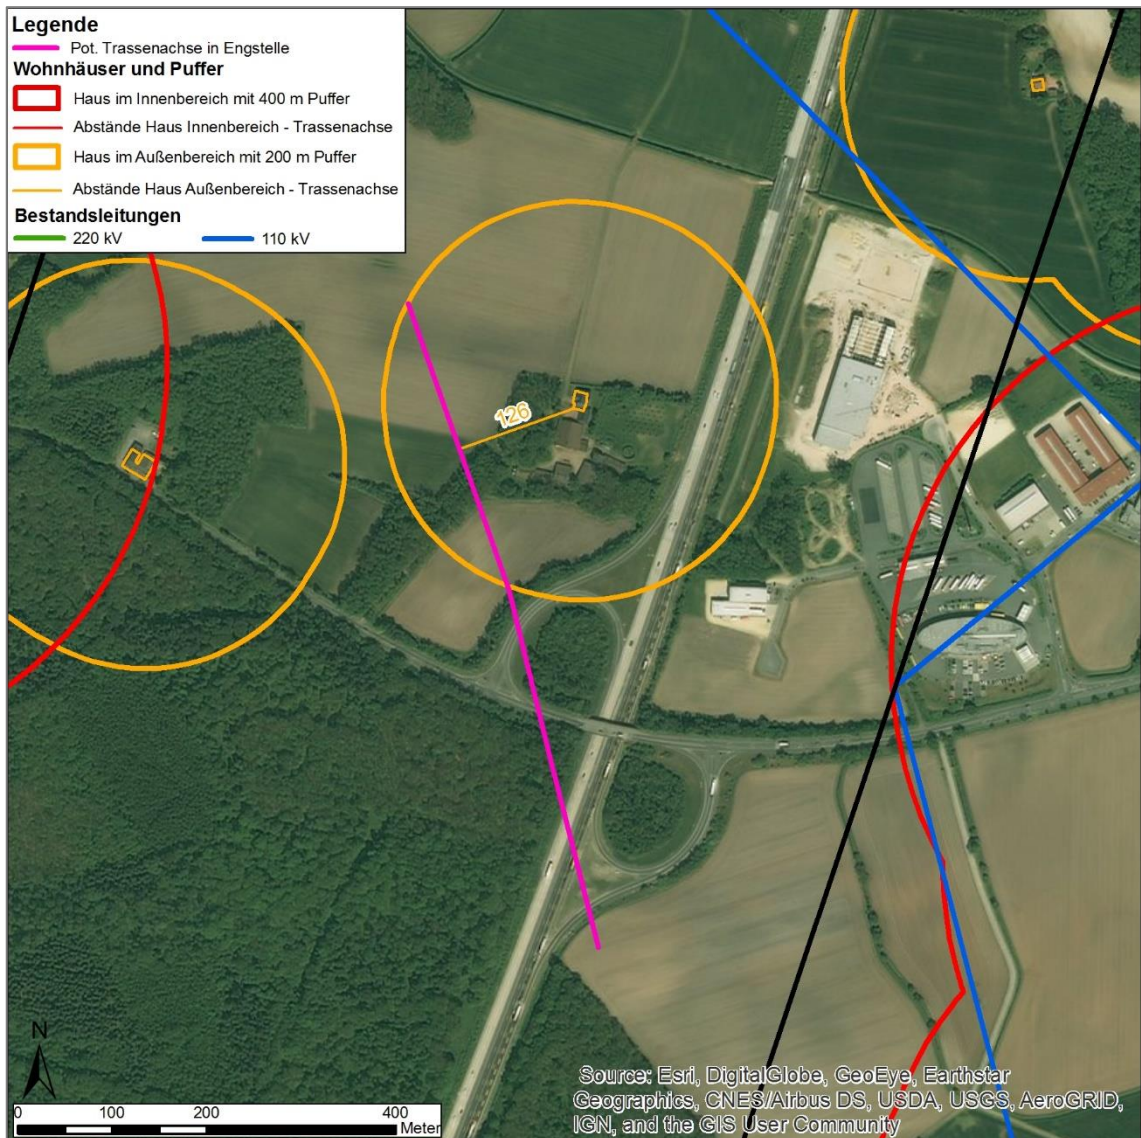 Legende
Pot. Trassenachse in Engstelle
Wohnhäuser und Puffer
Haus im Innenbereich mit 400 m Puffer
Abstände Haus Innenbereich - Trassenachse
Haus im Außenbereich mit 200 m Puffer
Abstände Haus Außenbereich - Trassenachse
Bestandsleitungen
220 kV 110 kV
126
N
0 100 200 400
Meter
Source: Esri, DigitalGlobe, GeoEye, Earthstar
Geographics, CNES/Airbus DS, USDA, USGS, AeroGRID,
IGN, and the GIS User Community